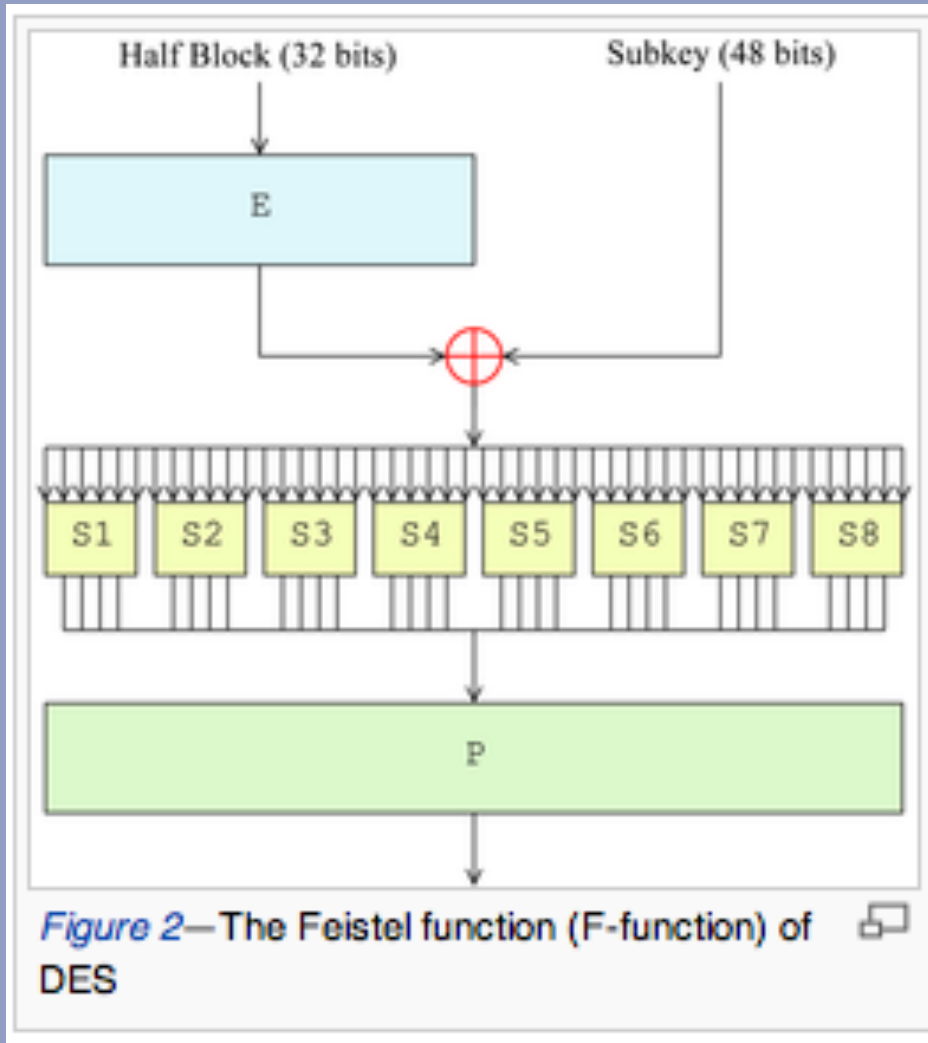 Half Block (32 bits) Subkey (48 bits)
E
S1 S2 S3 S4 S5 S6 S7 S8
P
Figure 2—The Feistel function (F-function) of
DES